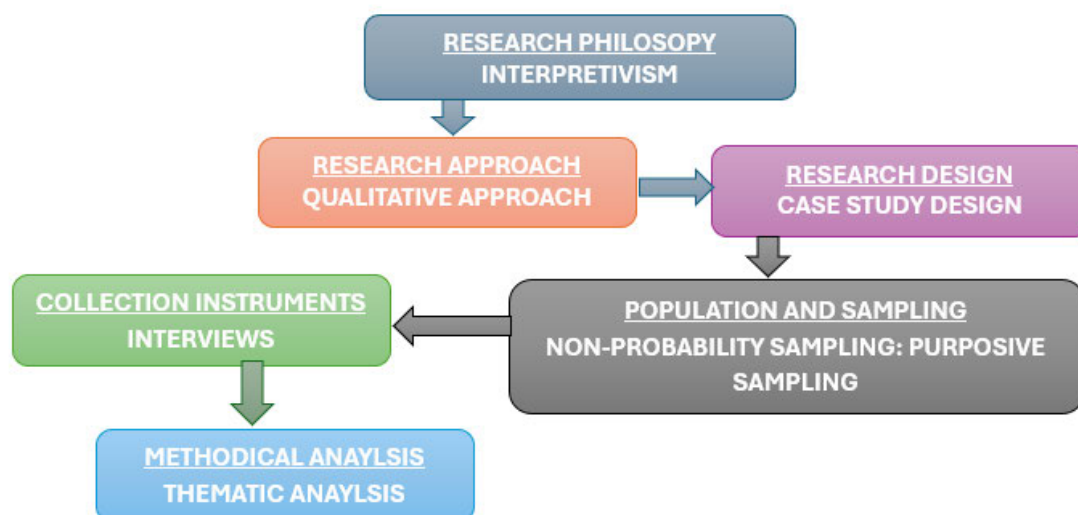 RESEARCH PHILOSOPY
INTERPRETIVISM
RESEARCH APPROACH
QUALITATIVE APPROACH
RESEARCH DESIGN
CASE STUDY DESIGN
POPULATION AND SAMPLING
NON-PROBABILITY SAMPLING: PURPOSIVE
SAMPLING
COLLECTION INSTRUMENTS
INTERVIEWS
METHODICAL ANAYLSIS
THEMATIC ANAYLSIS